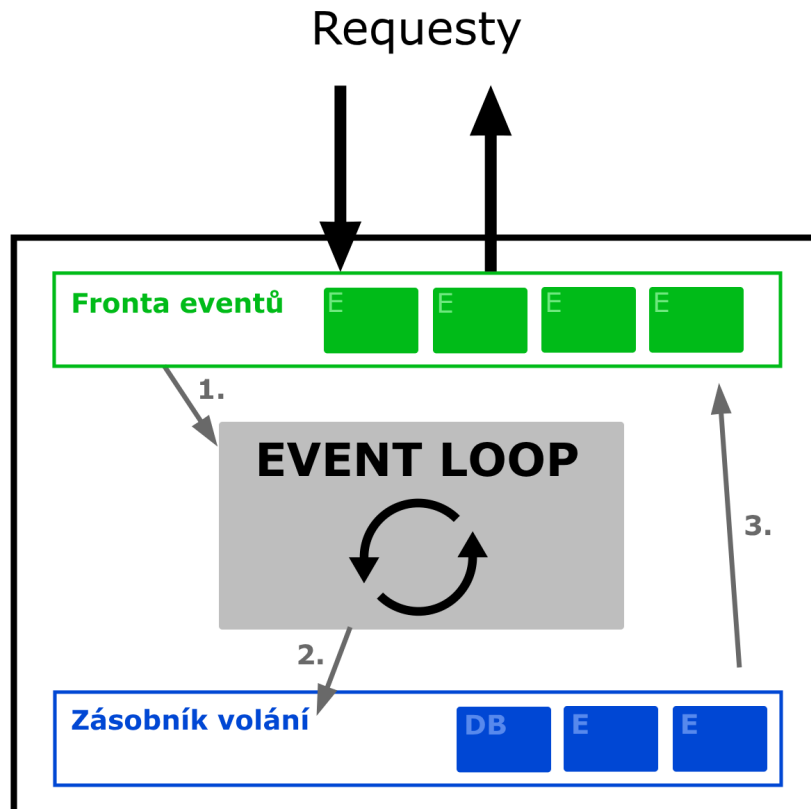 Requesty
Fronta eventů
E E E E
1.
EVENT LOOP
3.
2.
Zásobník volání
DB E E